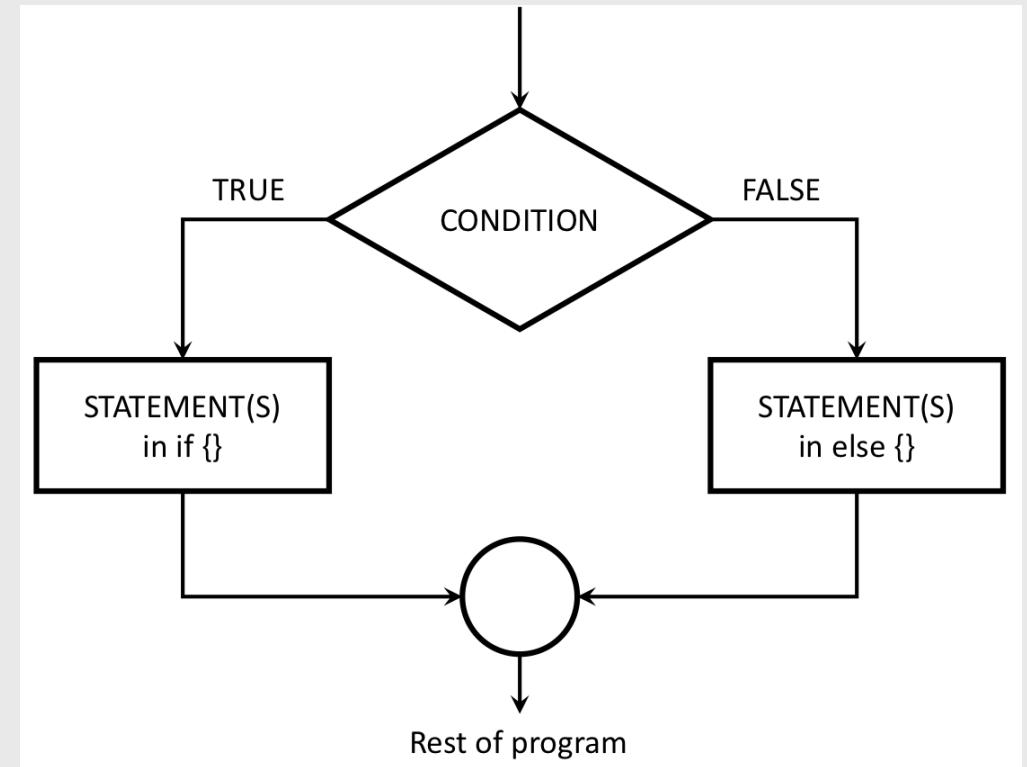 TRUE
FALSE
CONDITION
STATEMENT(S)
in if {}
STATEMENT(S)
in else {}
Rest of program